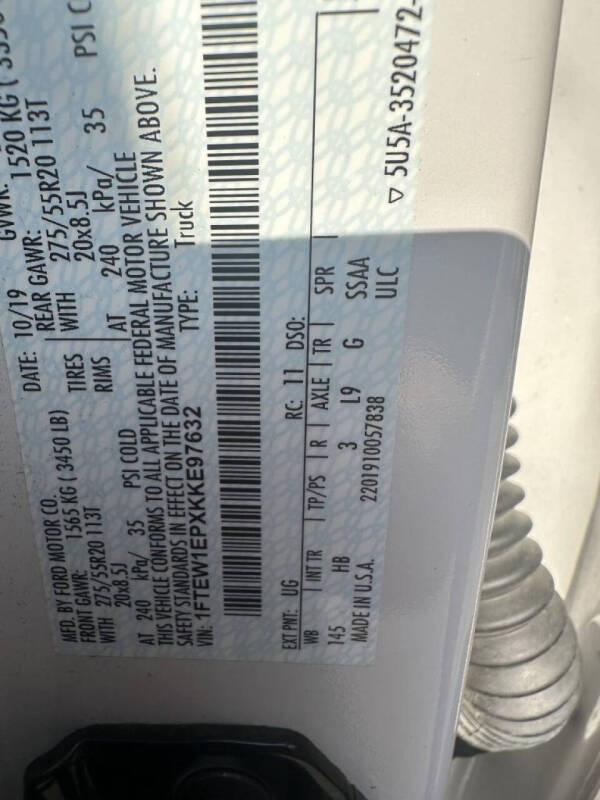 MFD. BY FORD MOTOR CO.
DATE: 10/19 GVWR:
FRONT GAWR: 1565 KG ( 3450 LB) REAR GAWR: 1520 KG (
WITH 275/55R20 113T TIRES WITH 275/55R20 113T
20x8.5J RIMS 20x8.5J
AT 240 kPa/ 35 PSI COLD AT 240 kPa/ 35 PSI C
THIS VEHICLE CONFORMS TO ALL APPLICABLE FEDERAL MOTOR VEHICLE
SAFETY STANDARDS IN EFFECT ON THE DATE OF MANUFACTURE SHOWN ABOVE.
VIN: 1FTEW1EPXKKE97632 TYPE: Truck
EXT PNT: UG RC: 11 DSO:
WB | INT TR | TP/PS | R | AXLE | TR | SPR
145 HB 3 L9 G SSAA
MADE IN U.S.A. 2201910057838 ULC
▽ 5U5A-3520472-